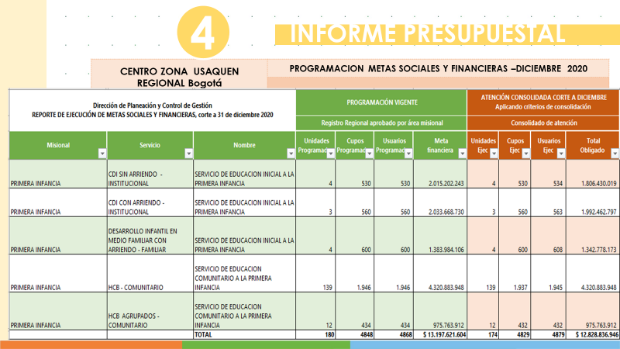 4
INFORME PRESUPUESTAL
CENTRO ZONA USAQUEN
REGIONAL Bogotá
PROGRAMACION METAS SOCIALES Y FINANCIERAS –DICIEMBRE 2020
Dirección de Planeación y Control de Gestión
REPORTE DE EJECUCIÓN DE METAS SOCIALES Y FINANCIERAS, corte a 31 de diciembre 2020
PROGRAMACIÓN VIGENTE
ATENCIÓN CONSOLIDADA CORTE A DICIEMBRE
Aplicando criterios de consolidación
Registro Regional aprobado por área misional
Consolidado de atención
Misional Servicio Nombre Unidades Programad Cupos Programad Usuarios Programad Meta financiera Unidades Ejec Cupos Ejec Usuarios Ejec Total Obligado
PRIMERA INFANCIA CDI SIN ARRIENDO - INSTITUCIONAL SERVICIO DE EDUCACION INICIAL A LA PRIMERA INFANCIA 4 530 530 2.015.202.243 4 530 534 1.806.430.019
PRIMERA INFANCIA CDI CON ARRIENDO - INSTITUCIONAL SERVICIO DE EDUCACION INICIAL A LA PRIMERA INFANCIA 3 560 560 2.033.668.730 3 560 563 1.992.462.797
PRIMERA INFANCIA DESARROLLO INFANTIL EN MEDIO FAMILIAR CON ARRIENDO - FAMILIAR SERVICIO DE EDUCACION INICIAL A LA PRIMERA INFANCIA 4 600 600 1.383.984.106 4 600 608 1.342.778.173
PRIMERA INFANCIA HCB - COMUNITARIO SERVICIO DE EDUCACION COMUNITARIO A LA PRIMERA INFANCIA 139 1.946 1.946 4.320.883.948 139 1.937 1.945 4.320.883.948
PRIMERA INFANCIA HCB AGRUPADOS - COMUNITARIO SERVICIO DE EDUCACION COMUNITARIO A LA PRIMERA INFANCIA 12 434 434 975.763.912 12 432 432 975.763.912
TOTAL 180 4848 4868 $ 13.197.621.604 174 4829 4879 $ 12.828.836.946